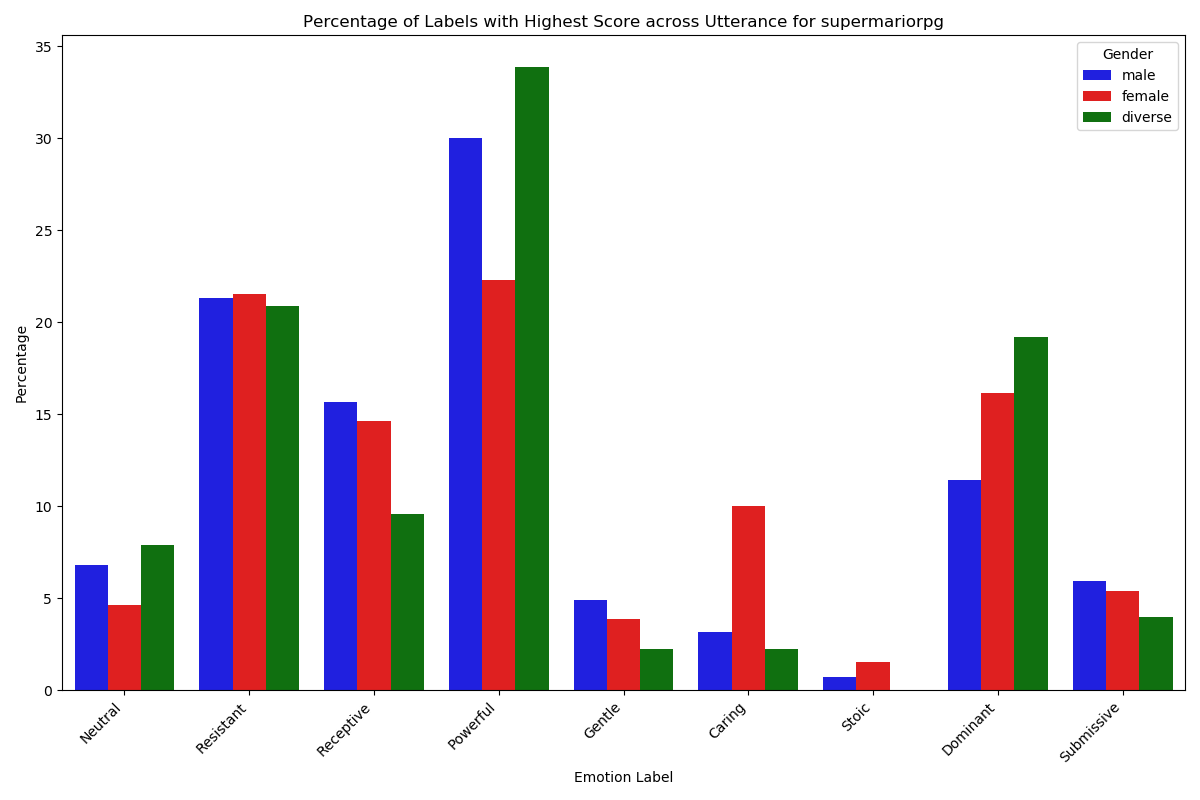 Percentage of Labels with Highest Score across Utterance for supermariorpg
Gender
male
female
diverse
Percentage
35
30
25
20
15
10
5
0
Neutral
Resistant
Receptive
Powerful
Gentle
Caring
Stoic
Dominant
Submissive
Emotion Label